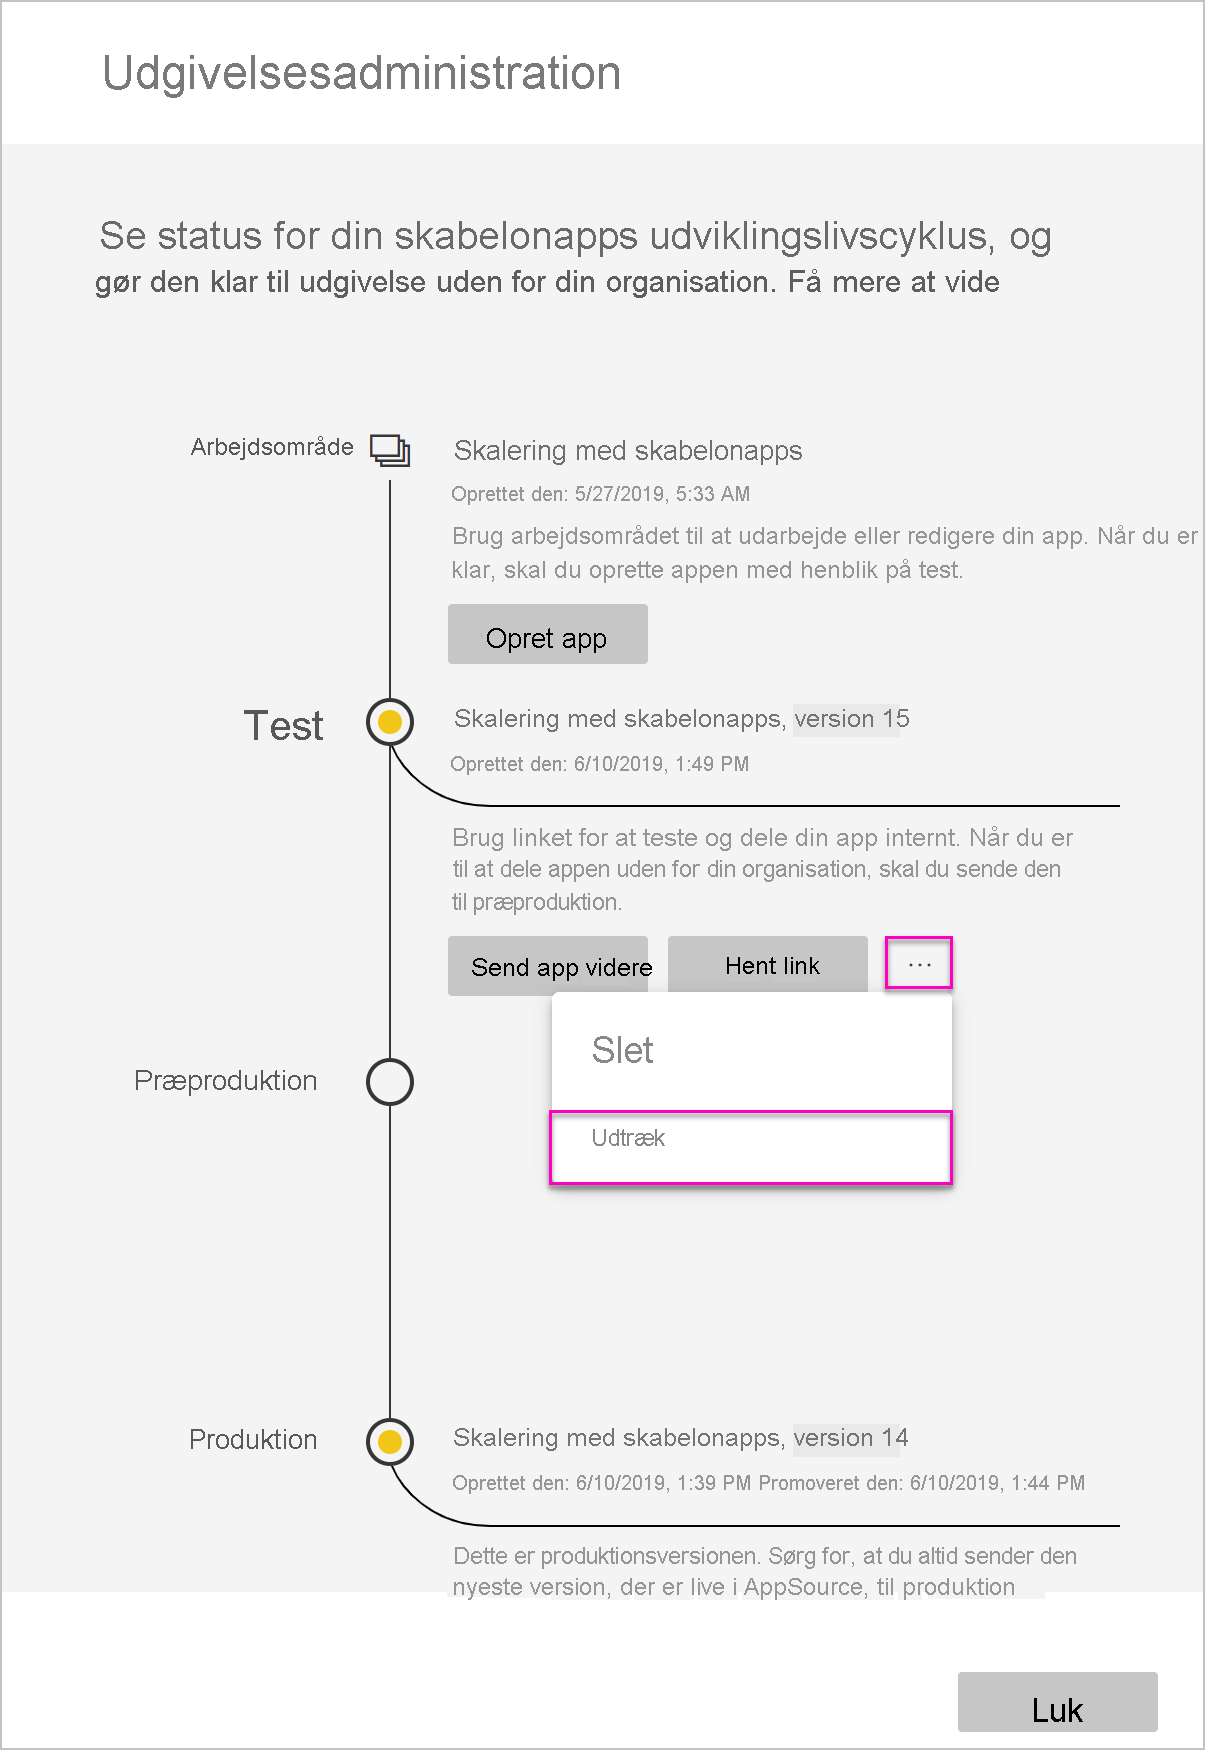 Udgivelsesadministration
Se status for din skabelonapps udviklingslivscyklus, og
gør den klar til udgivelse uden for din organisation. Få mere at vide
Arbejdsområde
Skalering med skabelonapps
Oprettet den: 5/27/2019, 5:33 AM
Brug arbejdsområdet til at udarbejde eller redigere din app. Når du er
klar, skal du oprette appen med henblik på test.
Opret app
Test
Skalering med skabelonapps, version 15
Oprettet den: 6/10/2019, 1:49 PM
Brug linket for at teste og dele din app internt. Når du er
til at dele appen uden for din organisation, skal du sende den
til præproduktion.
Send app videre
Hent link
...
Slet
Udtræk
Præproduktion
Produktion
Skalering med skabelonapps, version 14
Oprettet den: 6/10/2019, 1:39 PM Promoveret den: 6/10/2019, 1:44 PM
Dette er produktionsversionen. Sørg for, at du altid sender den
nyeste version, der er live i AppSource, til produktion
Luk